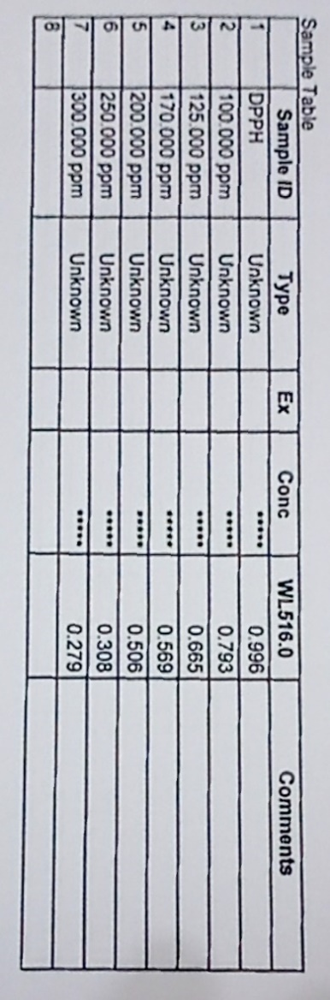 Sample Table
Sample ID Type Ex Conc WL516.0 Comments
1 DPPH Unknown ***** 0.996
2 100.000 ppm Unknown ***** 0.793
3 125.000 ppm Unknown ***** 0.665
4 170.000 ppm Unknown ***** 0.569
5 200.000 ppm Unknown ***** 0.506
6 250.000 ppm Unknown ***** 0.308
7 300.000 ppm Unknown ***** 0.279
8